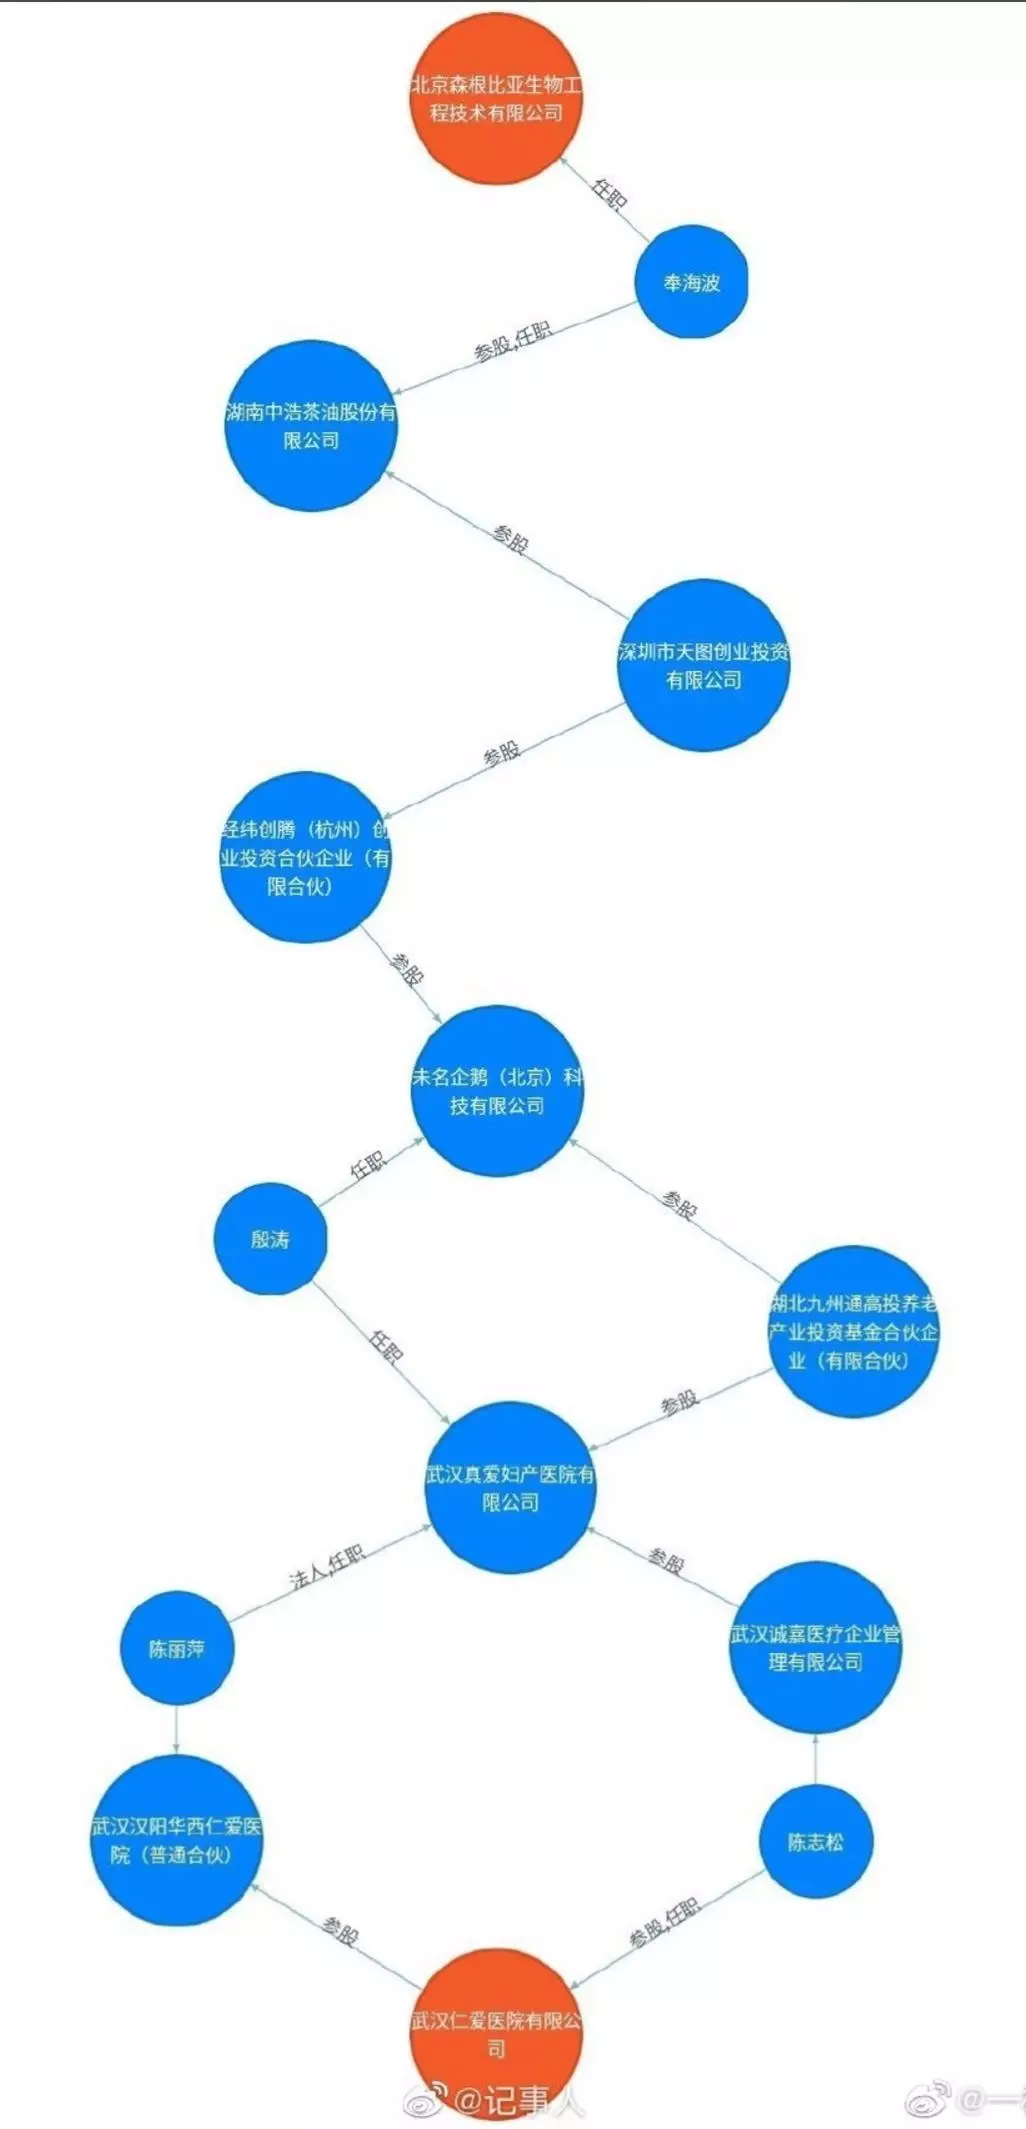 北京森根比亚生物工
程技术有限公司
任职
奉海波
参股,任职
湖南中浩茶油股份有
限公司
参股
深圳市天图创业投资
有限公司
参股
经纬创腾（杭州）创
业投资合伙企业（有
限合伙）
参股
未名企鹅（北京）科
技有限公司
任职
参股
殷涛
湖北九州通高投养老
产业投资基金合伙企
业（有限合伙）
任职
参股
武汉真爱妇产医院有
限公司
法人,任职
参股
陈丽萍
武汉诚嘉医疗企业管
理有限公司
武汉汉阳华西仁爱医
院（普通合伙）
陈志松
参股
参股,任职
武汉仁爱医院有限公
司
@记事人
@一